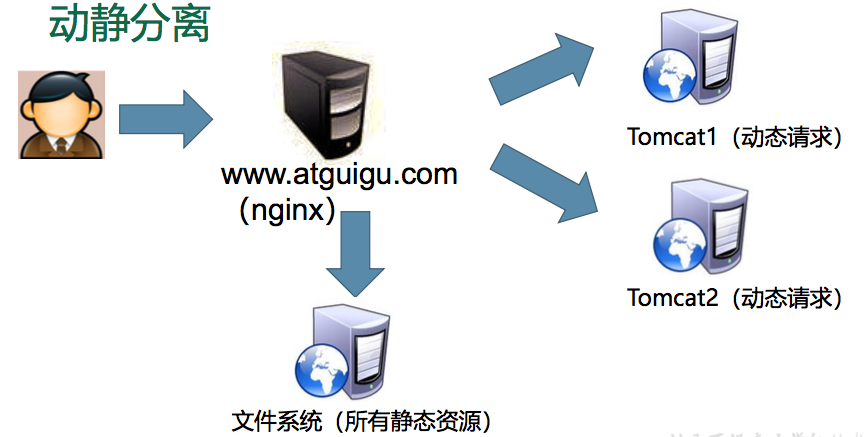 动静分离
www.atguigu.com
（nginx）
Tomcat1（动态请求）
Tomcat2（动态请求）
文件系统（所有静态资源）